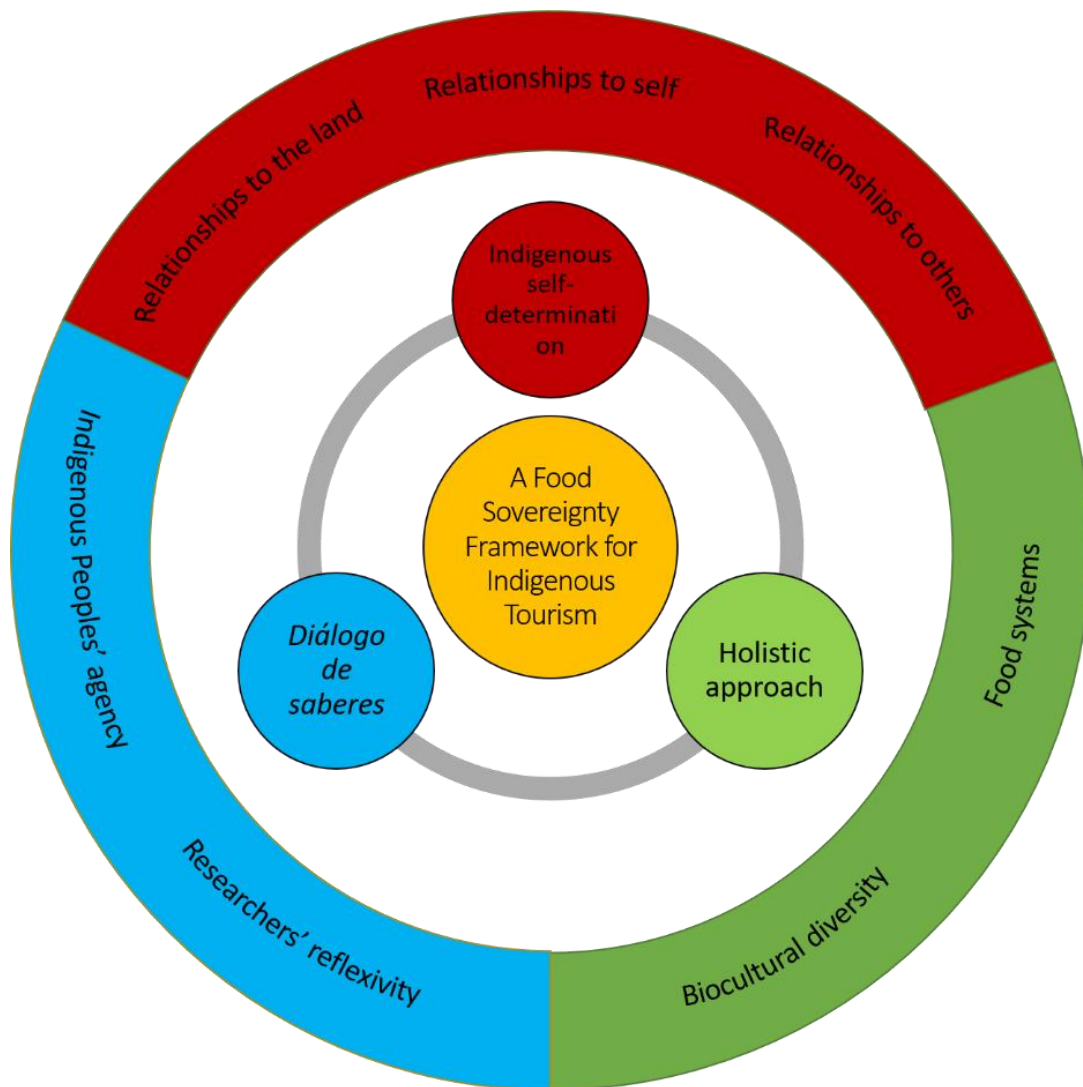 Relationships to the land
Relationships to self
Relationships to others
Indigenous
self-
determinati
on
A Food
Sovereignty
Framework for
Indigenous
Tourism
Diálogo
de
saberes
Holistic
approach
Indigenous Peoples’ agency
Researchers’ reflexivity
Food systems
Biocultural diversity